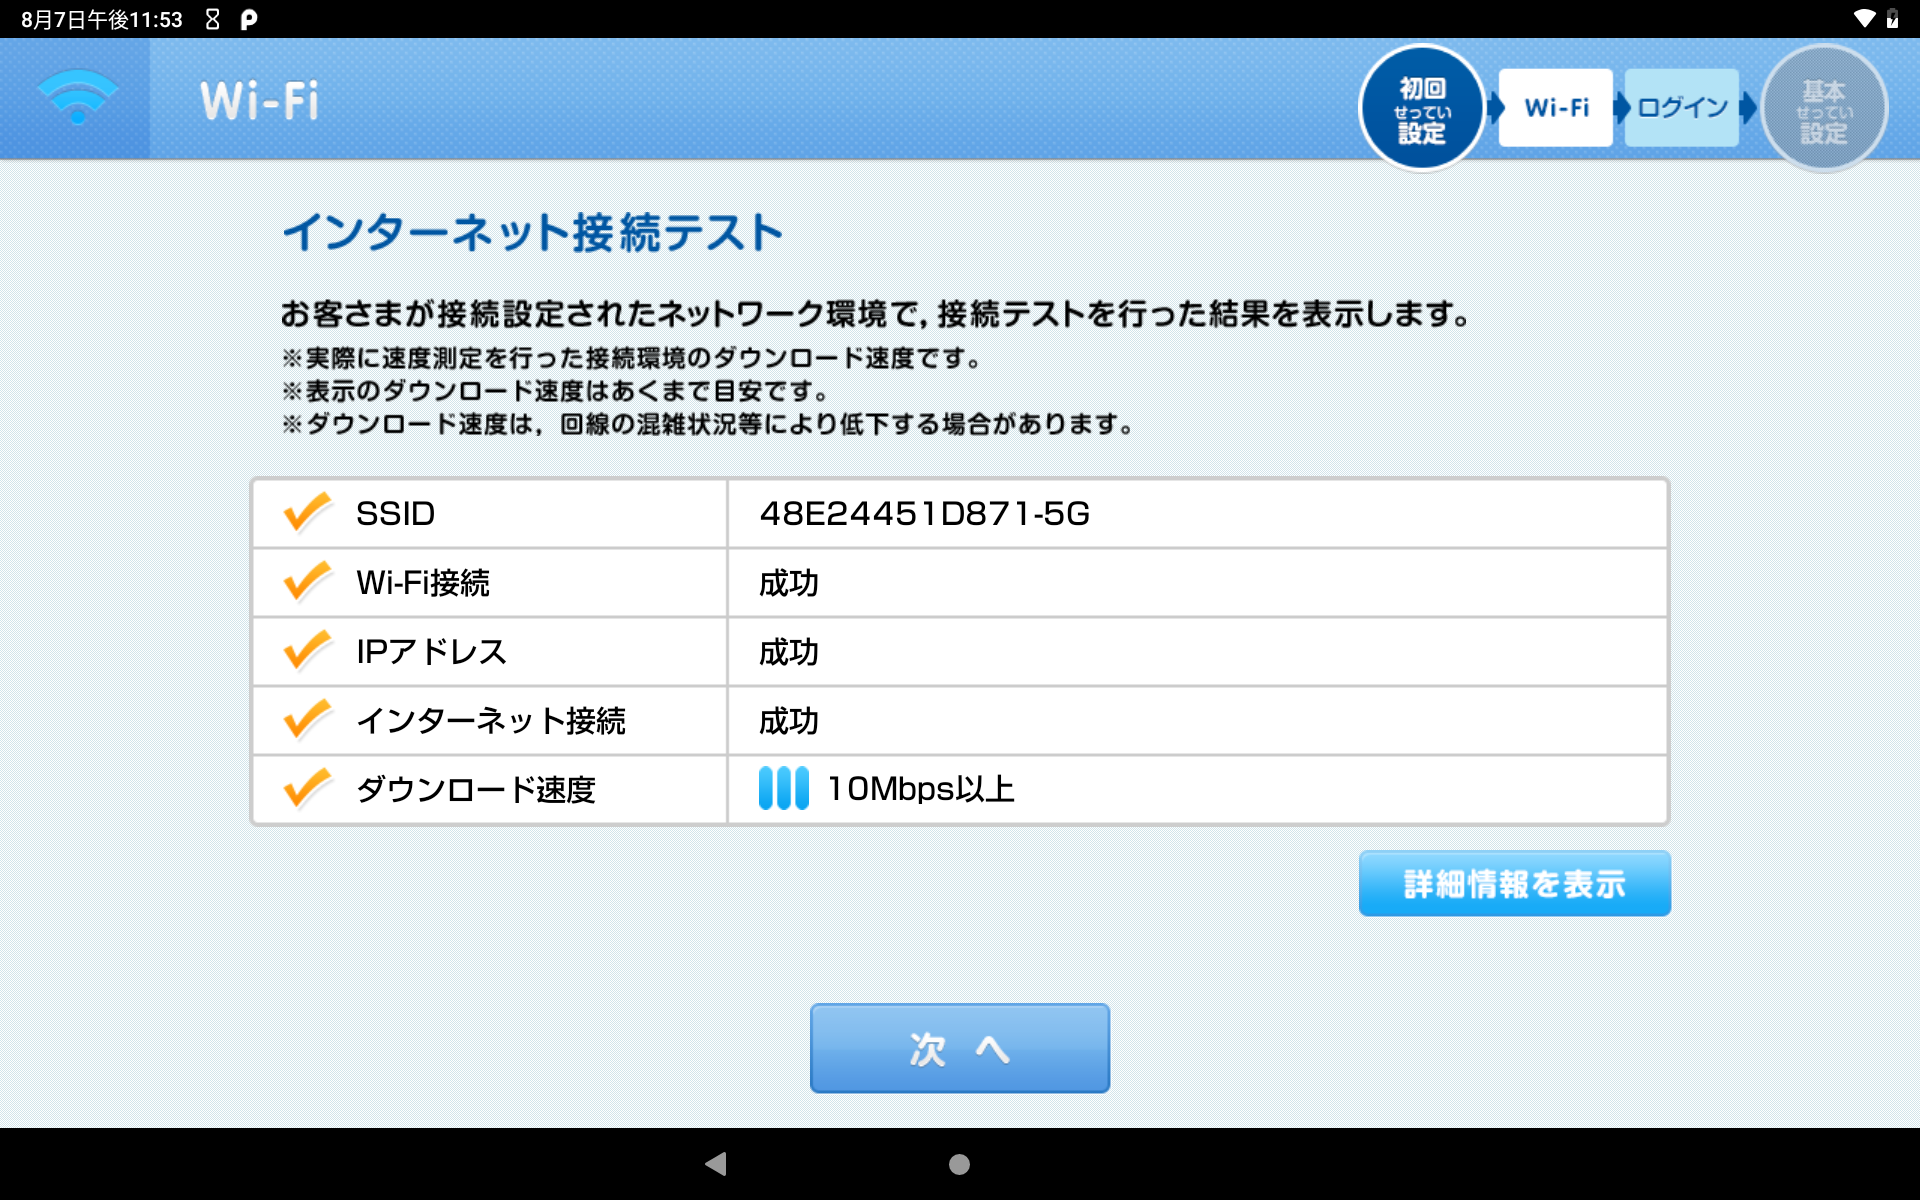 8月7日午後11:53
Wi-Fi
初回
せってい
設定
Wi-Fi
ログイン
基本
せってい
設定
インターネット接続テスト
お客さまが接続設定されたネットワーク環境で,接続テストを行った結果を表示します。
※実際に速度測定を行った接続環境のダウンロード速度です。
※表示のダウンロード速度はあくまで目安です。
※ダウンロード速度は,回線の混雑状況等により低下する場合があります。
SSID 48E24451D871-5G
Wi-Fi接続 成功
IPアドレス 成功
インターネット接続 成功
ダウンロード速度 10Mbps以上
詳細情報を表示
次へ